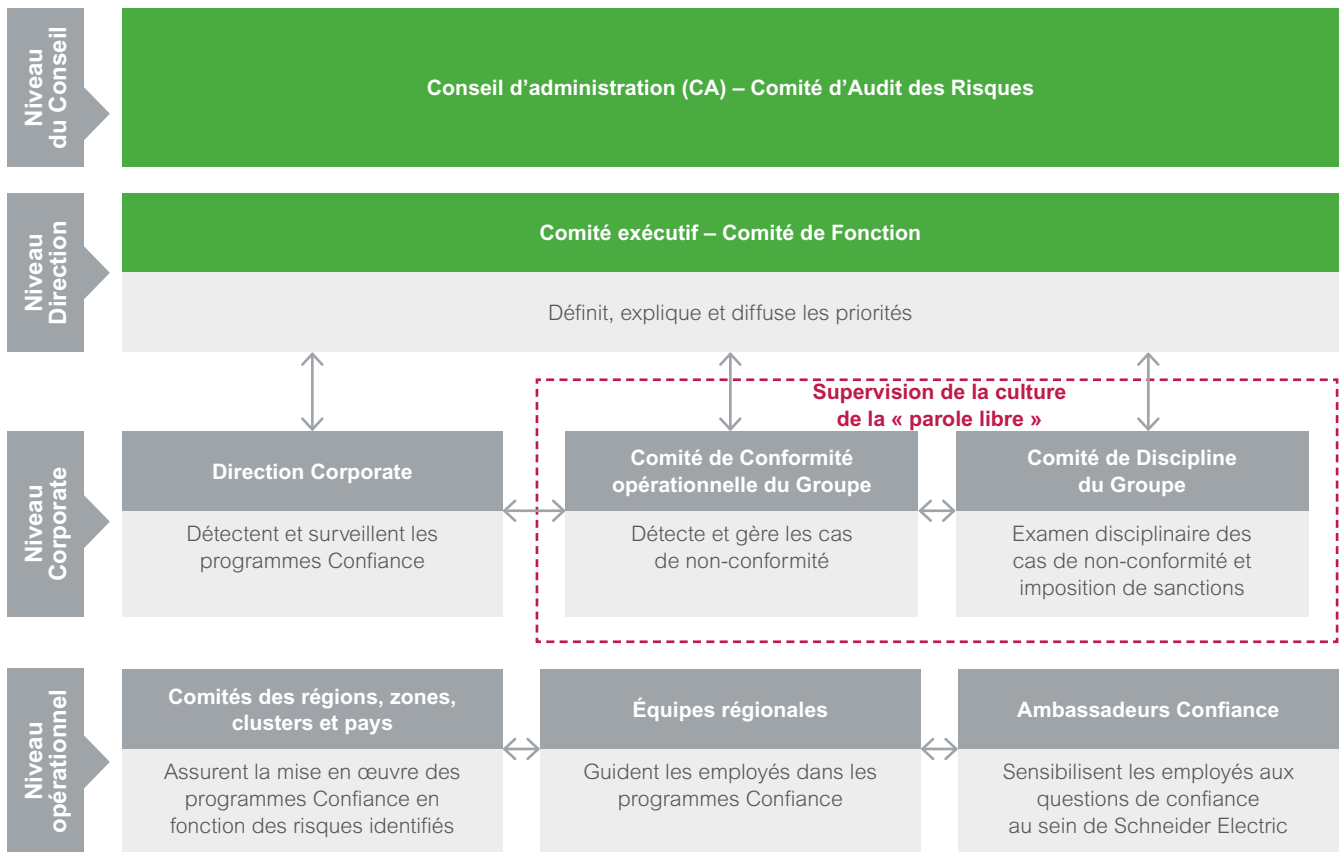 Niveau
du Conseil
Conseil d'administration (CA) – Comité d'Audit des Risques
Niveau
Direction
Comité exécutif – Comité de Fonction
Définit, explique et diffuse les priorités
Supervision de la culture
de la « parole libre »
Niveau
Corporate
Direction Corporate
Détectent et surveillent les
programmes Confiance
Comité de Conformité
opérationnelle du Groupe
Détecte et gère les cas
de non-conformité
Comité de Discipline
du Groupe
Examen disciplinaire des
cas de non-conformité et
imposition de sanctions
Niveau
opérationnel
Comités des régions, zones,
clusters et pays
Assurent la mise en œuvre des
programmes Confiance en
fonction des risques identifiés
Équipes régionales
Guident les employés dans les
programmes Confiance
Ambassadeurs Confiance
Sensibilisent les employés aux
questions de confiance
au sein de Schneider Electric